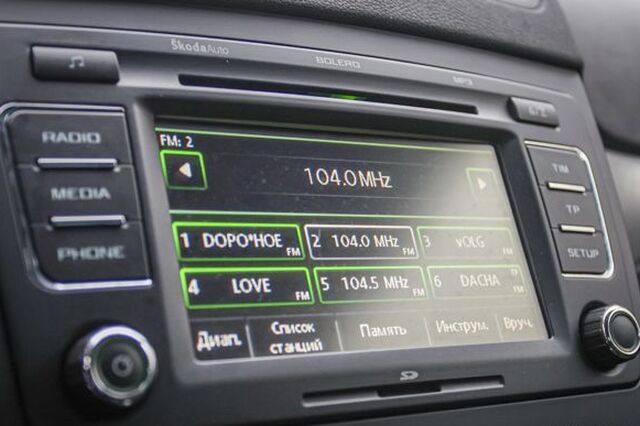 ŠkodaAuto
BOLERO
MP3
RADIO
MEDIA
PHONE
FM: 2
104.0 MHz
1 DOPO*HOE FM
2 104.0 MHz FM
3 vOLG FM
4 LOVE FM
5 104.5 MHz FM
6 DACHA FM
Диап.
Список станций
Память
Инструм.
Вруч.
TIM
TP
SETUP
SD